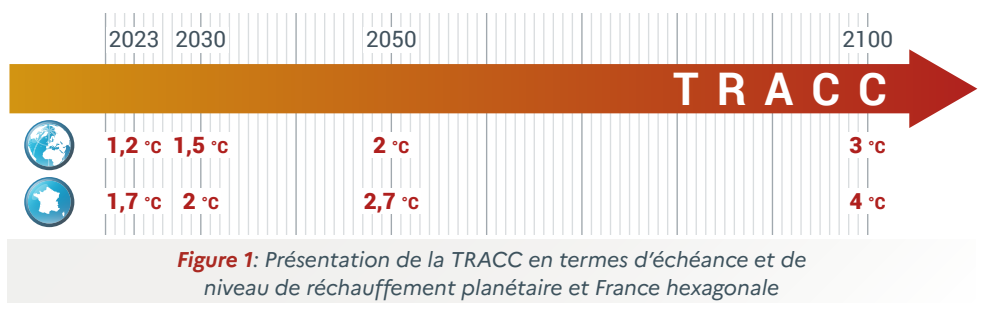 2023 2030 2050 2100
TRACC
1,2 °C 1,5 °C 2 °C 3 °C
1,7 °C 2 °C 2,7 °C 4 °C
Figure 1: Présentation de la TRACC en termes d'échéance et de
niveau de réchauffement planétaire et France hexagonale